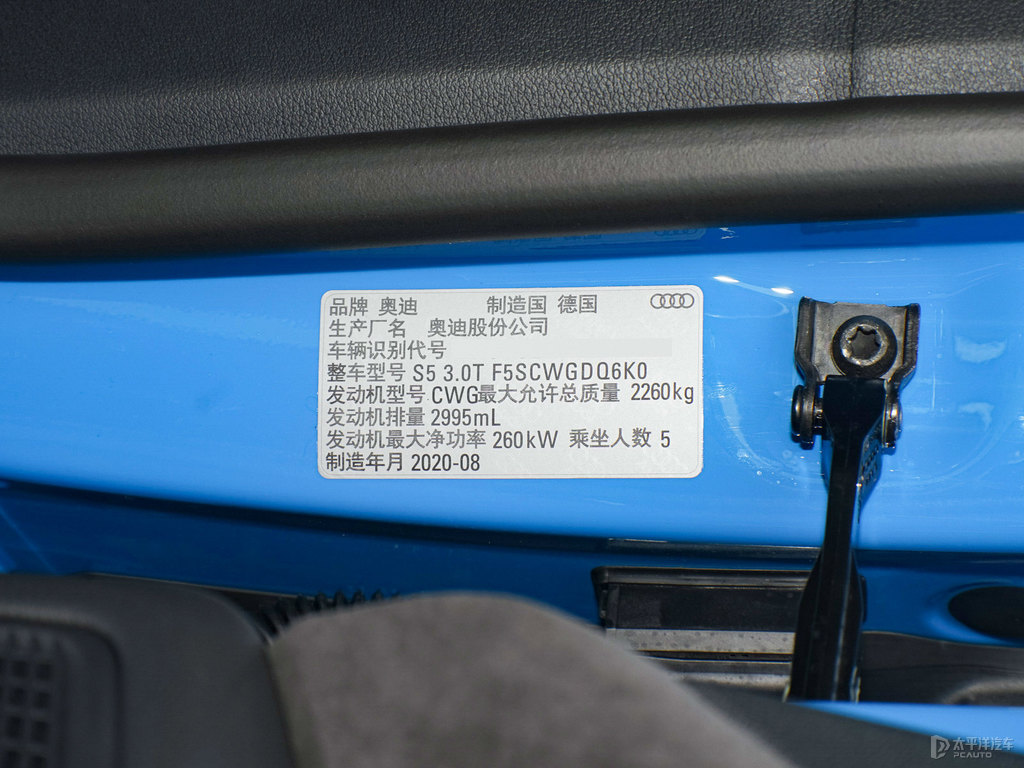 品牌 奥迪 制造国 德国
生产厂名 奥迪股份公司
车辆识别代号
整车型号 S5 3.0T F5SCWGDQ6K0
发动机型号 CWG最大允许总质量 2260kg
发动机排量 2995mL
发动机最大净功率 260kW 乘坐人数 5
制造年月 2020-08
太平洋汽车
PCAUTO